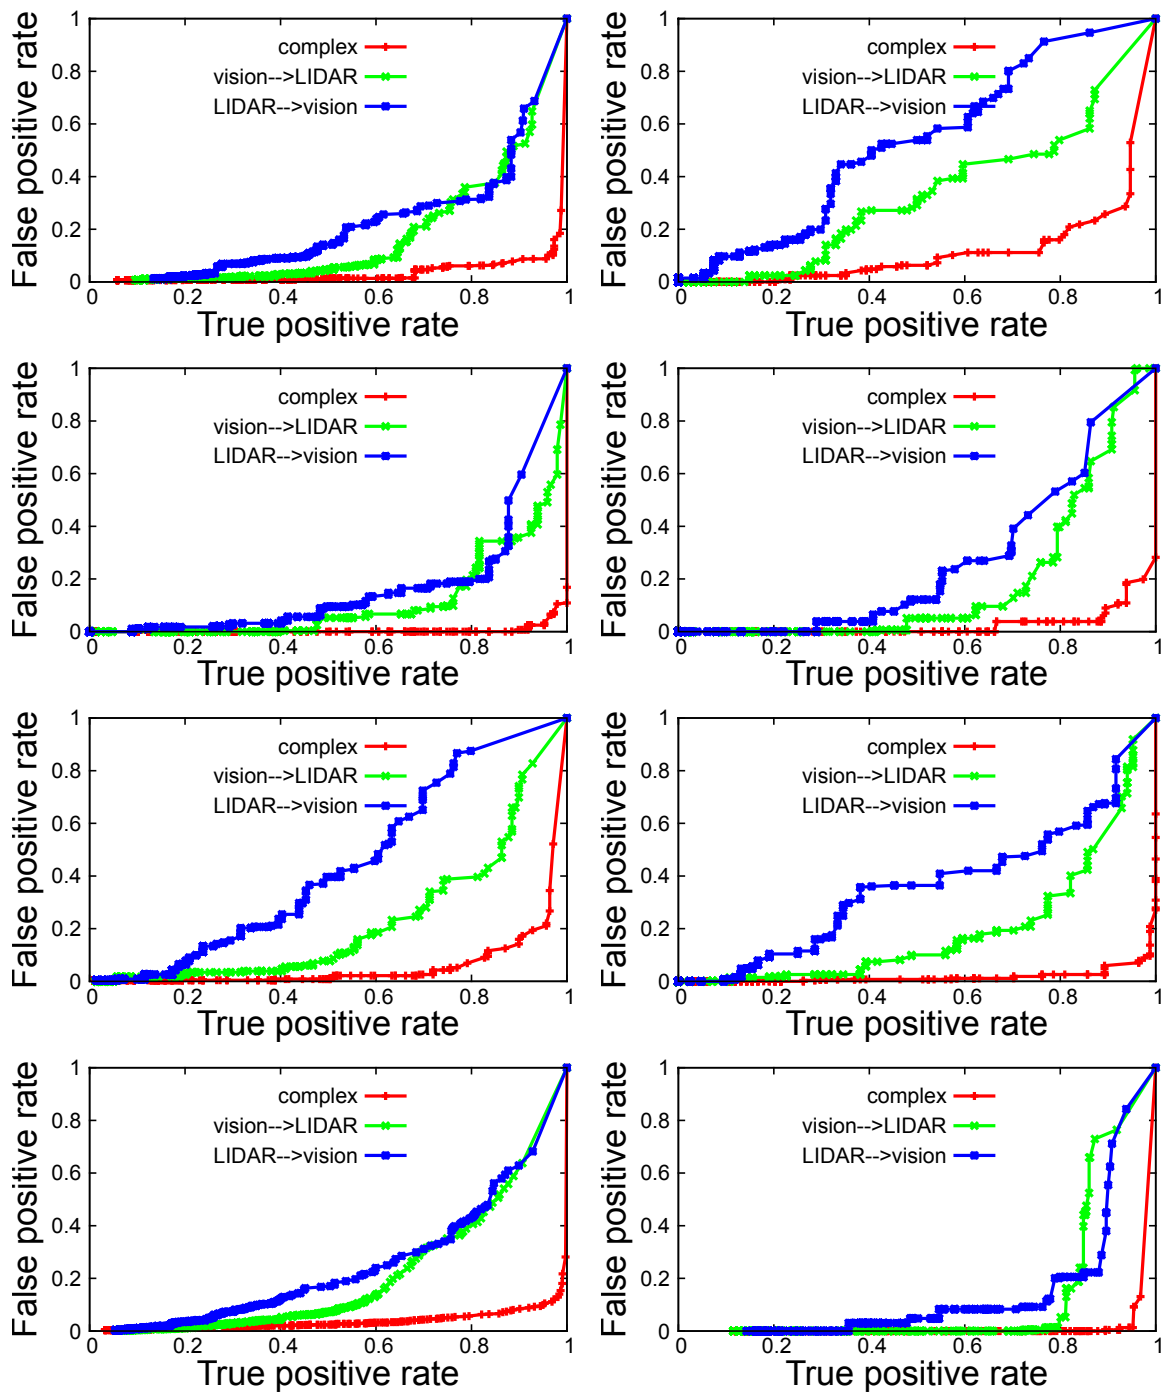 False positive rate
1
0.8
0.6
0.4
0.2
0
complex
vision-->LIDAR
LIDAR-->vision
0 0.2 0.4 0.6 0.8 1
True positive rate
False positive rate
1
0.8
0.6
0.4
0.2
0
complex
vision-->LIDAR
LIDAR-->vision
0 0.2 0.4 0.6 0.8 1
True positive rate
False positive rate
1
0.8
0.6
0.4
0.2
0
complex
vision-->LIDAR
LIDAR-->vision
0 0.2 0.4 0.6 0.8 1
True positive rate
False positive rate
1
0.8
0.6
0.4
0.2
0
complex
vision-->LIDAR
LIDAR-->vision
0 0.2 0.4 0.6 0.8 1
True positive rate
False positive rate
1
0.8
0.6
0.4
0.2
0
complex
vision-->LIDAR
LIDAR-->vision
0 0.2 0.4 0.6 0.8 1
True positive rate
False positive rate
1
0.8
0.6
0.4
0.2
0
complex
vision-->LIDAR
LIDAR-->vision
0 0.2 0.4 0.6 0.8 1
True positive rate
False positive rate
1
0.8
0.6
0.4
0.2
0
complex
vision-->LIDAR
LIDAR-->vision
0 0.2 0.4 0.6 0.8 1
True positive rate
False positive rate
1
0.8
0.6
0.4
0.2
0
complex
vision-->LIDAR
LIDAR-->vision
0 0.2 0.4 0.6 0.8 1
True positive rate